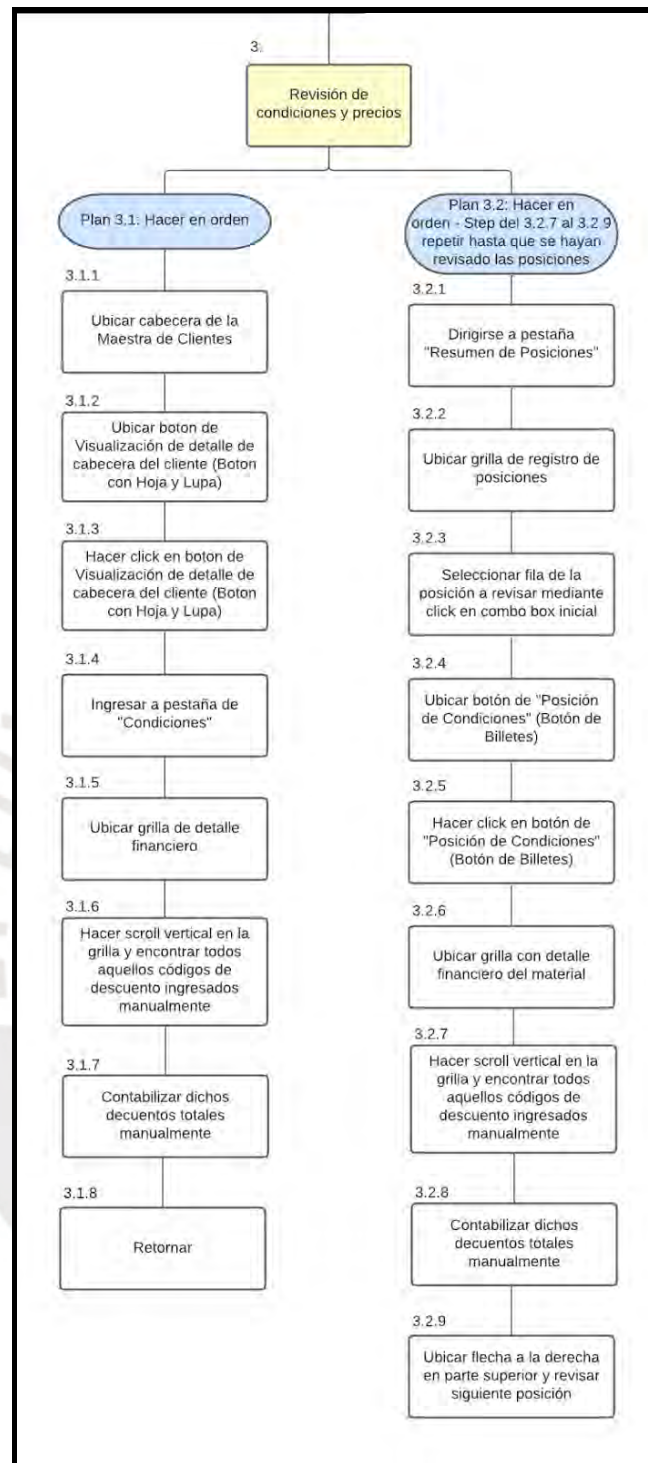 3.
Revisión de
condiciones y precios
Plan 3.1: Hacer en orden
3.1.1
Ubicar cabecera de la
Maestra de Clientes
3.1.2
Ubicar boton de
Visualización de detalle de
cabecera del cliente (Boton
con Hoja y Lupa)
3.1.3
Hacer click en boton de
Visualización de detalle de
cabecera del cliente (Boton
con Hoja y Lupa)
3.1.4
Ingresar a pestaña de
"Condiciones"
3.1.5
Ubicar grilla de detalle
financiero
3.1.6
Hacer scroll vertical en la
grilla y encontrar todos
aquellos códigos de
descuento ingresados
manualmente
3.1.7
Contabilizar dichos
decuentos totales
manualmente
3.1.8
Retornar
Plan 3.2: Hacer en
orden - Step del 3.2.7 al 3.2.9
repetir hasta que se hayan
revisado las posiciones
3.2.1
Dirigirse a pestaña
"Resumen de Posiciones"
3.2.2
Ubicar grilla de registro de
posiciones
3.2.3
Seleccionar fila de la
posición a revisar mediante
click en combo box inicial
3.2.4
Ubicar botón de "Posición
de Condiciones" (Botón de
Billetes)
3.2.5
Hacer click en botón de
"Posición de Condiciones"
(Botón de Billetes)
3.2.6
Ubicar grilla con detalle
financiero del material
3.2.7
Hacer scroll vertical en la
grilla y encontrar todos
aquellos códigos de
descuento ingresados
manualmente
3.2.8
Contabilizar dichos
decuentos totales
manualmente
3.2.9
Ubicar flecha a la derecha
en parte superior y revisar
siguiente posición